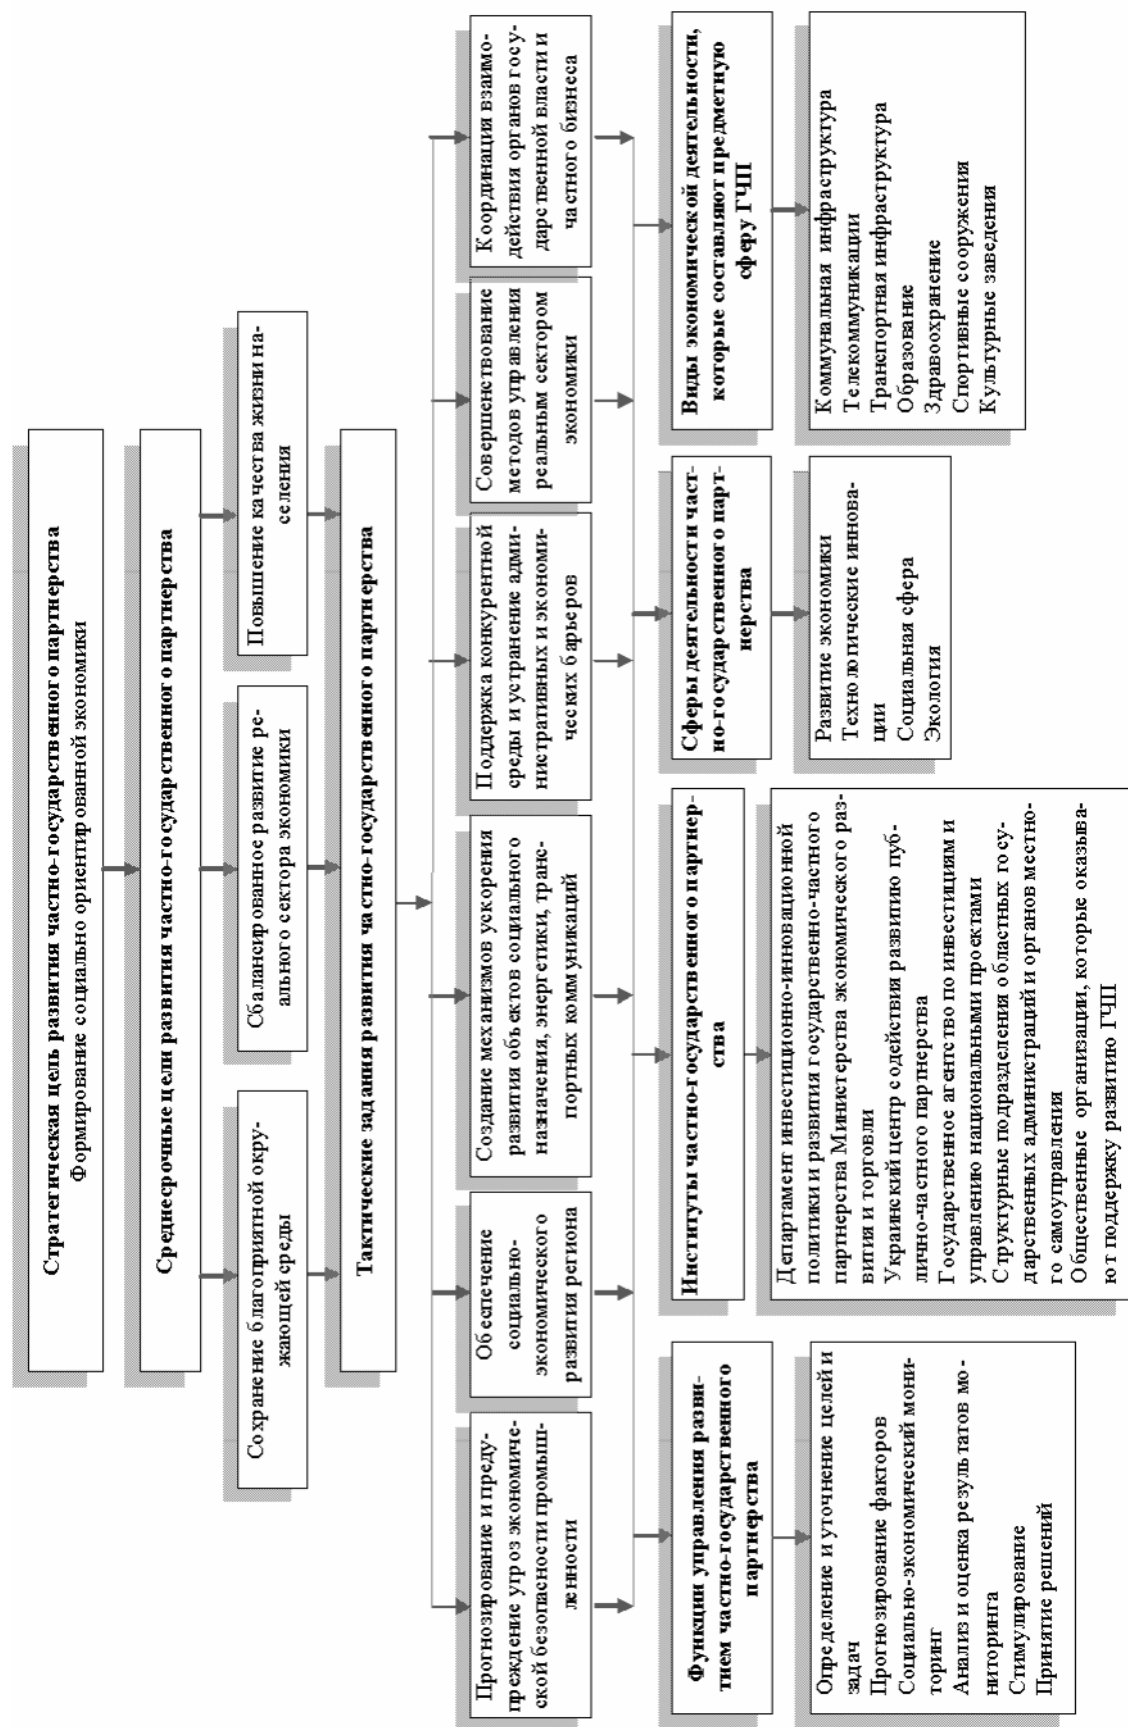 Стратегическая цель развития частно-государственного партнерства
Формирование социально ориентированной экономики
Среднесрочные цели развития частно-государственного партнерства
Сохранение благоприятной окру-
жающей среды
Сбалансированное развитие ре-
ального сектора экономики
Повышение качества жизни на-
селения
Тактические задания развития частно-государственного партнерства
Прогнозирование и преду-
преждение угроз экономиче-
ской безопасности промыш-
ленности
Обеспечение
социально-
экономического
развития региона
Создание механизмов ускорения
развития объектов социального
назначения, энергетики, транс-
портных коммуникаций
Поддержка конкурентной
среды и устранение адми-
нистративных и экономи-
ческих барьеров
Совершенствование
методов управления
реальным сектором
экономики
Координация взаимо-
действия органов госу-
дарственной власти и
частного бизнеса
Функции управления разви-
тием частно-государственного
партнерства
Институты частно-государственного партнер-
ства
Сферы деятельности част-
но-государственного парт-
нерства
Виды экономической деятельности,
которые составляют предметную
сферу ГЧП
Определение и уточнение целей и
задач
Прогнозирование факторов
Социально-экономический мони-
торинг
Анализ и оценка результатов мо-
ниторинга
Стимулирование
Принятие решений
Департамент инвестиционно-инновационной
политики и развития государственно-частного
партнерства Министерства экономического раз-
вития и торговли
Украинский центр содействия развитию пуб-
лично-частного партнерства
Государственное агентство по инвестициям и
управлению национальными проектами
Структурные подразделения областных госу-
дарственных администраций и органов местно-
го самоуправления
Общественные организации, которые оказыва-
ют поддержку развитию ГЧП
Развитие экономики
Технологические иннова-
ции
Социальная сфера
Экология
Коммунальная инфраструктура
Телекоммуникации
Транспортная инфраструктура
Образование
Здравоохранение
Спортивные сооружения
Культурные заведения